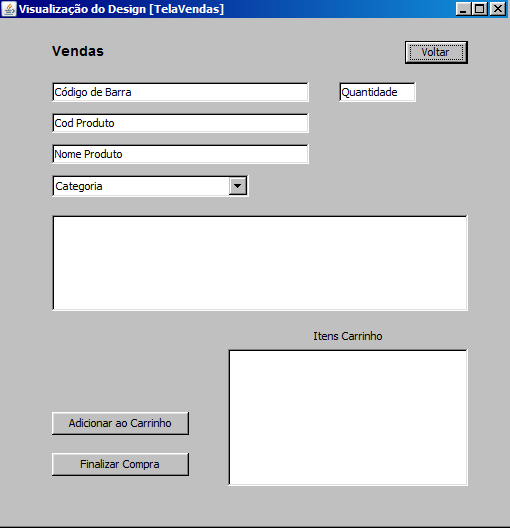 Visualização do Design [TelaVendas]
Vendas
Voltar
Código de Barra
Quantidade
Cod Produto
Nome Produto
Categoria
Itens Carrinho
Adicionar ao Carrinho
Finalizar Compra